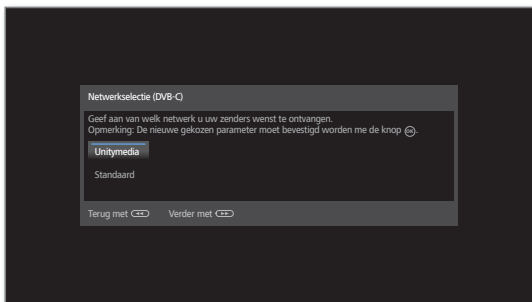 Netwerkselectie (DVB-C)
Geef aan van welk netwerk u uw zenders wenst te ontvangen.
Opmerking: De nieuwe gekozen parameter moet bevestigd worden me de knop OK.
Unitymedia
Standaard
Terug met ◀◀ Verder met ▶▶